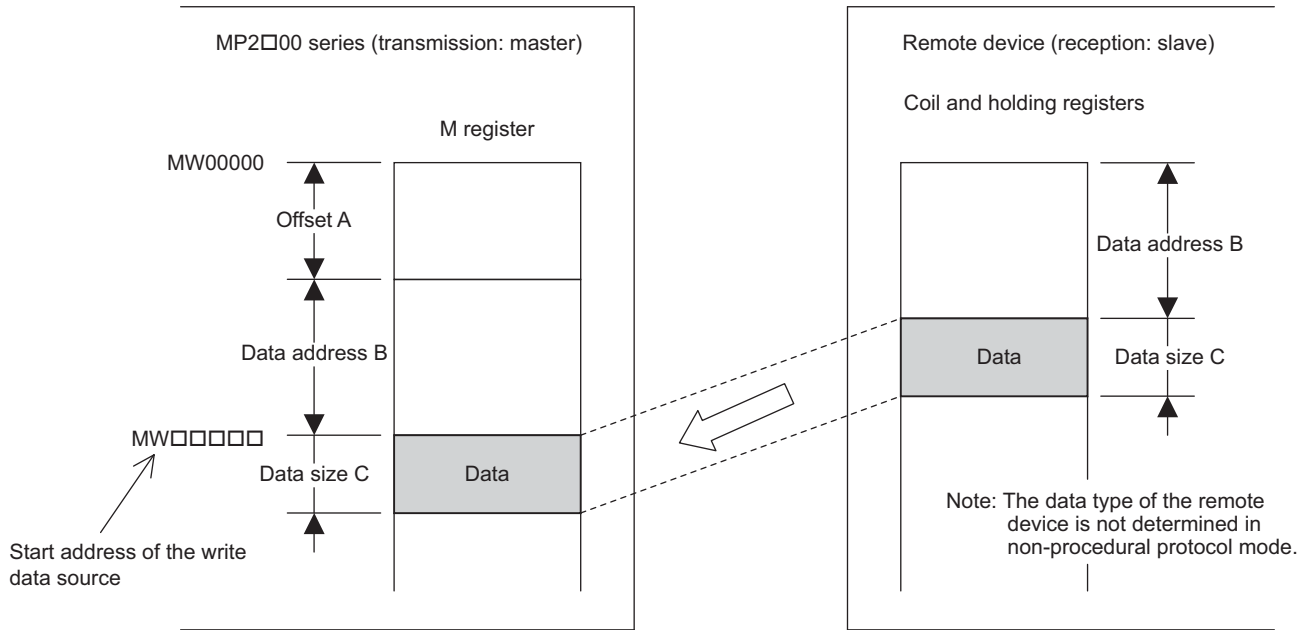 MP2□00 series (transmission: master)
M register
MW00000
Offset A
Data address B
MW□□□□□
Data size C
Data
Start address of the write
data source
Remote device (reception: slave)
Coil and holding registers
Data address B
Data
Data size C
Note: The data type of the remote
device is not determined in
non-procedural protocol mode.